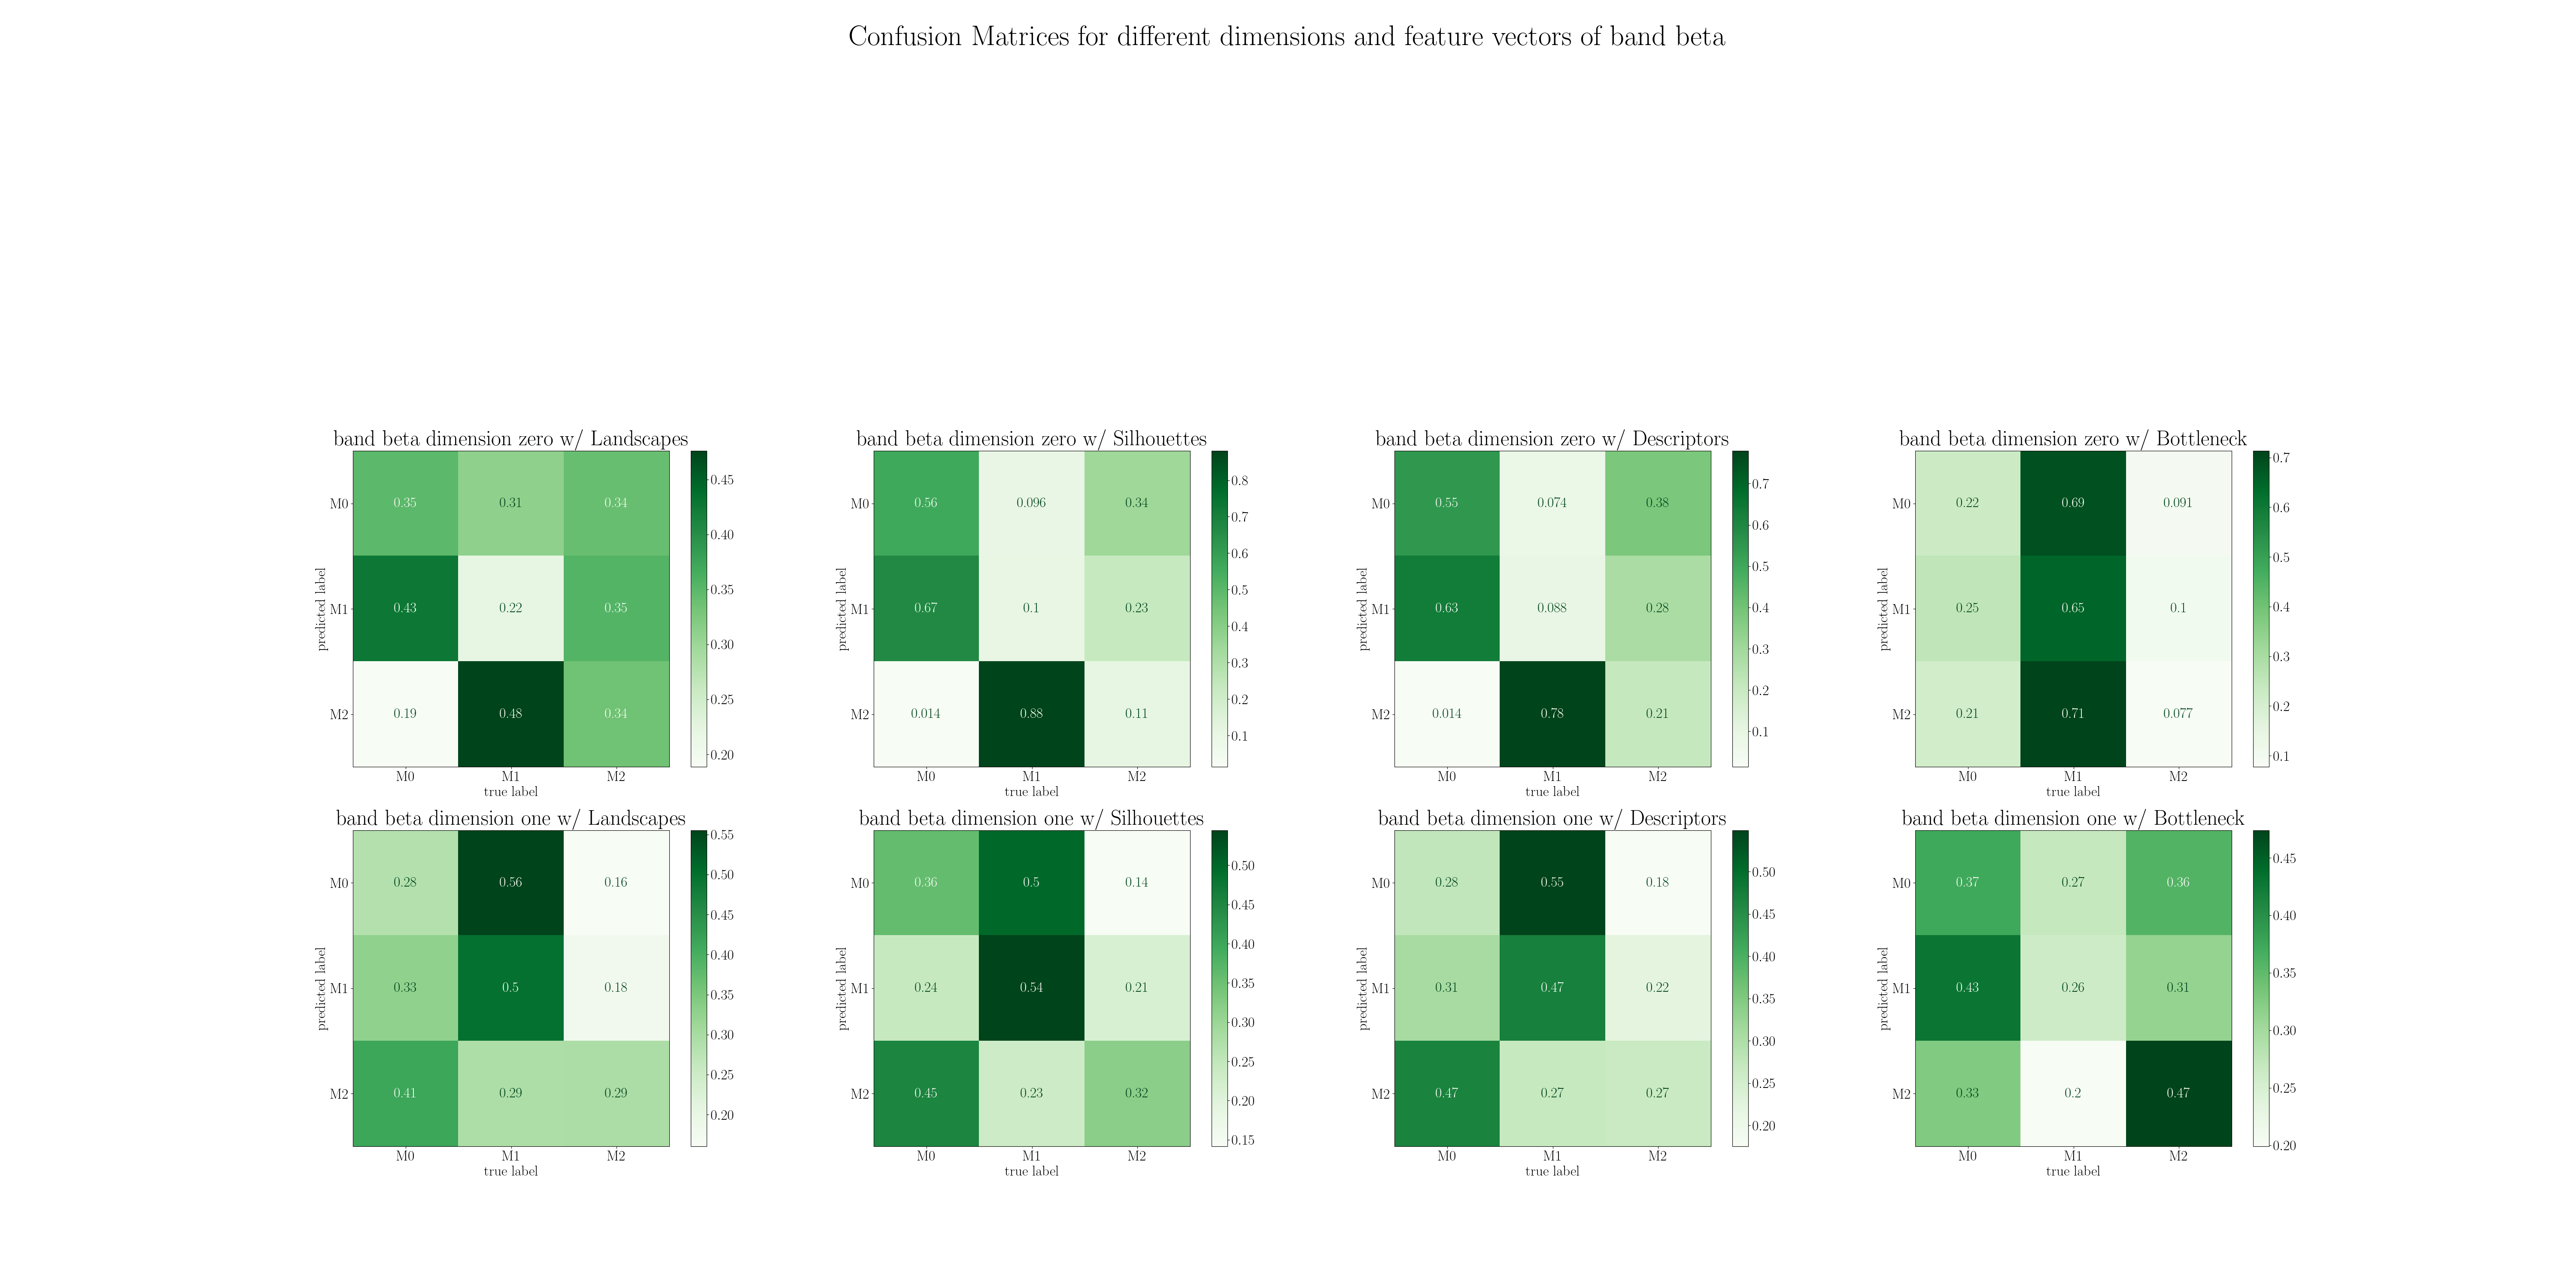 Confusion Matrices for different dimensions and feature vectors of band beta
band beta dimension zero w/ Landscapes
predicted label
M0 0.35 0.31 0.34
M1 0.43 0.22 0.35
M2 0.19 0.48 0.34
M0 M1 M2
true label
0.45
0.40
0.35
0.30
0.25
0.20
band beta dimension zero w/ Silhouettes
predicted label
M0 0.56 0.096 0.34
M1 0.67 0.1 0.23
M2 0.014 0.88 0.11
M0 M1 M2
true label
0.8
0.7
0.6
0.5
0.4
0.3
0.2
0.1
band beta dimension zero w/ Descriptors
predicted label
M0 0.55 0.074 0.38
M1 0.63 0.088 0.28
M2 0.014 0.78 0.21
M0 M1 M2
true label
0.7
0.6
0.5
0.4
0.3
0.2
0.1
band beta dimension zero w/ Bottleneck
predicted label
M0 0.22 0.69 0.091
M1 0.25 0.65 0.1
M2 0.21 0.71 0.077
M0 M1 M2
true label
0.7
0.6
0.5
0.4
0.3
0.2
0.1
band beta dimension one w/ Landscapes
predicted label
M0 0.28 0.56 0.16
M1 0.33 0.5 0.18
M2 0.41 0.29 0.29
M0 M1 M2
true label
0.55
0.50
0.45
0.40
0.35
0.30
0.25
0.20
band beta dimension one w/ Silhouettes
predicted label
M0 0.36 0.5 0.14
M1 0.24 0.54 0.21
M2 0.45 0.23 0.32
M0 M1 M2
true label
0.50
0.45
0.40
0.35
0.30
0.25
0.20
0.15
band beta dimension one w/ Descriptors
predicted label
M0 0.28 0.55 0.18
M1 0.31 0.47 0.22
M2 0.47 0.27 0.27
M0 M1 M2
true label
0.50
0.45
0.40
0.35
0.30
0.25
0.20
band beta dimension one w/ Bottleneck
predicted label
M0 0.37 0.27 0.36
M1 0.43 0.26 0.31
M2 0.33 0.2 0.47
M0 M1 M2
true label
0.45
0.40
0.35
0.30
0.25
0.20